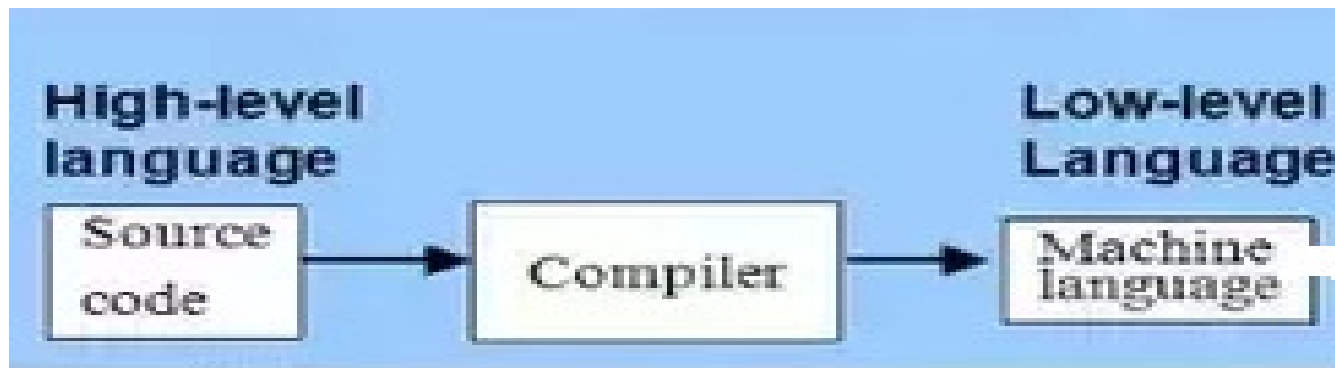 High-level
language
Source
code
Compiler
Low-level
Language
Machine
language